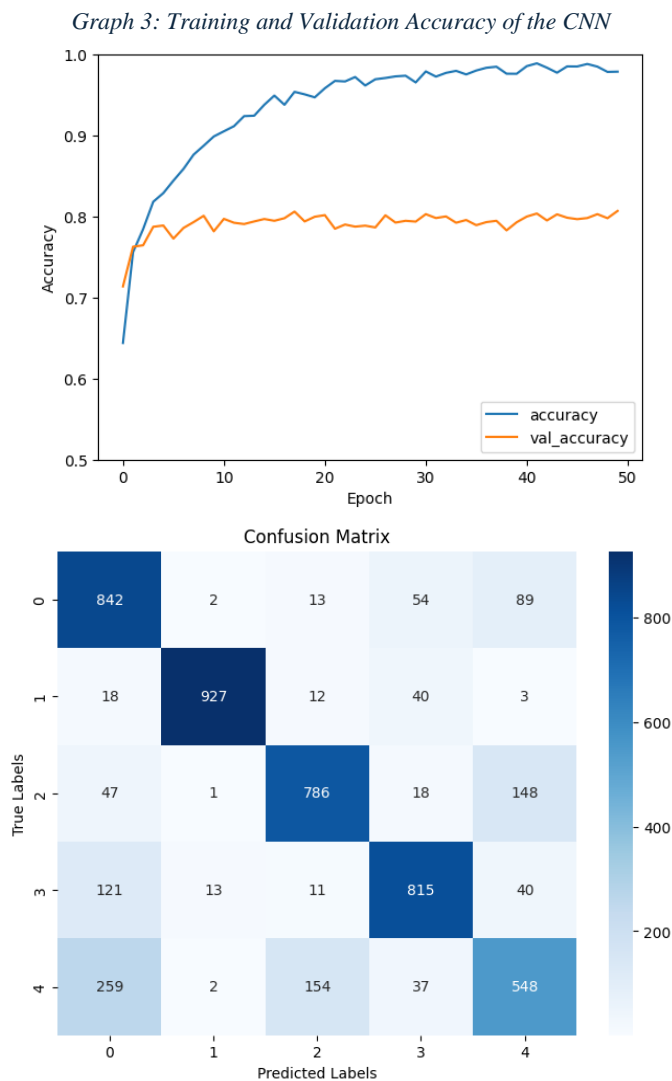 Graph 3: Training and Validation Accuracy of the CNN
1.0
0.9
0.8
0.7
0.6
0.5
Accuracy
accuracy
val_accuracy
0 10 20 30 40 50
Epoch
Confusion Matrix
0 842 2 13 54 89
1 18 927 12 40 3
2 47 1 786 18 148
3 121 13 11 815 40
4 259 2 154 37 548
True Labels
0 1 2 3 4
Predicted Labels
800
600
400
200